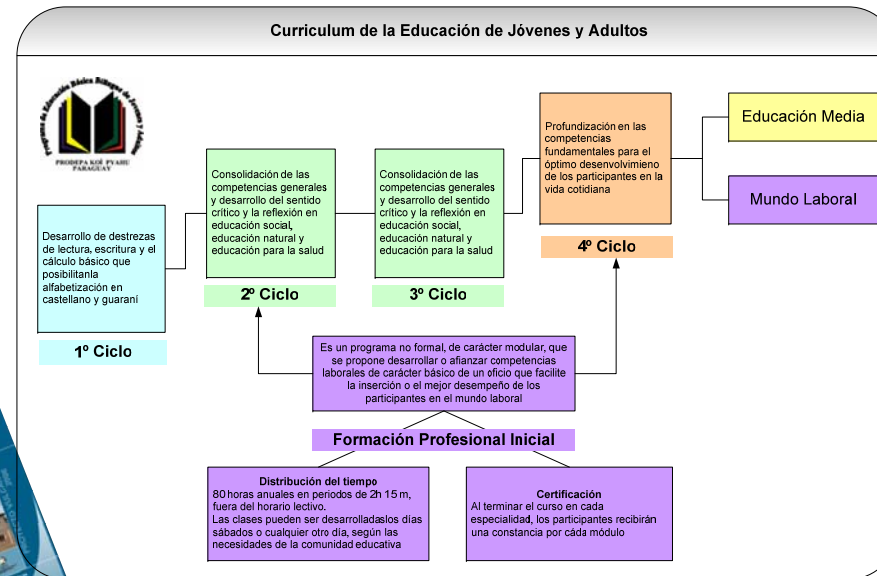 Curriculum de la Educación de Jóvenes y Adultos
Programa de Educación Básica Bilingüe de Jóvenes y Adultos
PRODEPA KO'Ẽ PYAHU
PARAGUAY
Desarrollo de destrezas
de lectura, escritura y el
cálculo básico que
posibilitanla
alfabetización en
castellano y guaraní
1º Ciclo
Consolidación de las
competencias generales
y desarrollo del sentido
crítico y la reflexión en
educación social,
educación natural y
educación para la salud
2º Ciclo
Consolidación de las
competencias generales
y desarrollo del sentido
crítico y la reflexión en
educación social,
educación natural y
educación para la salud
3º Ciclo
Profundización en las
competencias
fundamentales para el
óptimo desenvolvimieno
de los participantes en la
vida cotidiana
4º Ciclo
Educación Media
Mundo Laboral
Es un programa no formal, de carácter modular, que
se propone desarrollar o afianzar competencias
laborales de carácter básico de un oficio que facilite
la inserción o el mejor desempeño de los
participantes en el mundo laboral
Formación Profesional Inicial
Distribución del tiempo
80 horas anuales en periodos de 2h 15 m,
fuera del horario lectivo.
Las clases pueden ser desarrolladaslos días
sábados o cualquier otro día, según las
necesidades de la comunidad educativa
Certificación
Al terminar el curso en cada
especialidad, los participantes recibirán
una constancia por cáda módulo